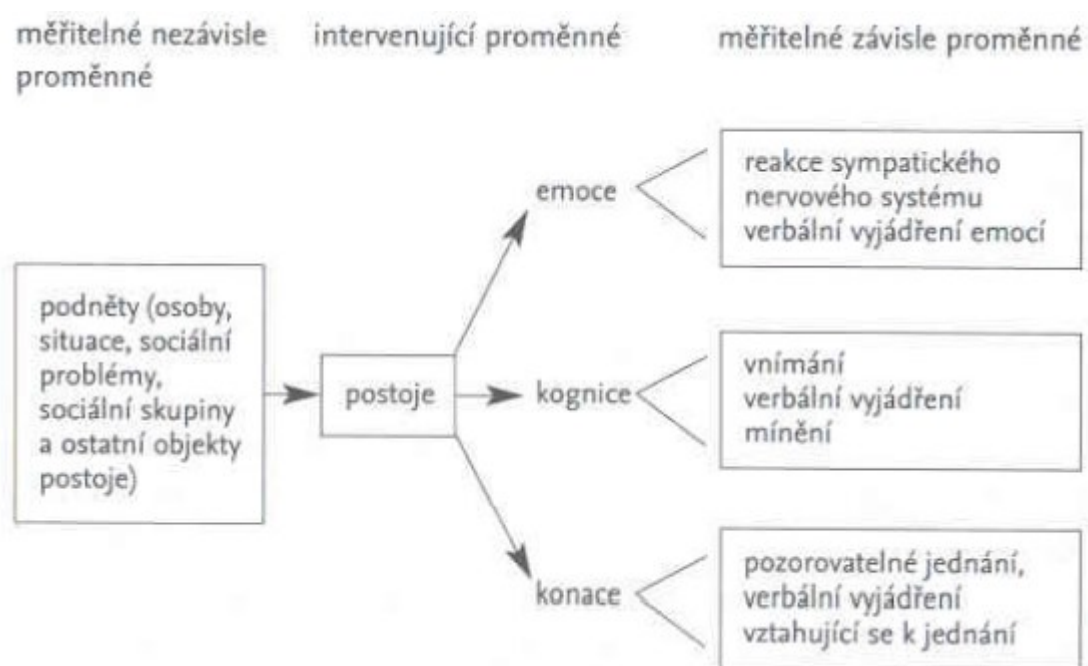 měřitelné nezávisle
proměnné
intervenující proměnné
měřitelné závisle proměnné
podněty (osoby,
situace, sociální
problémy,
sociální skupiny
a ostatní objekty
postoje)
postoje
emoce
kognice
konace
reakce sympatického
nervového systému
verbální vyjádření emocí
vnímání
verbální vyjádření
mínění
pozorovatelné jednání,
verbální vyjádření
vztahující se k jednání